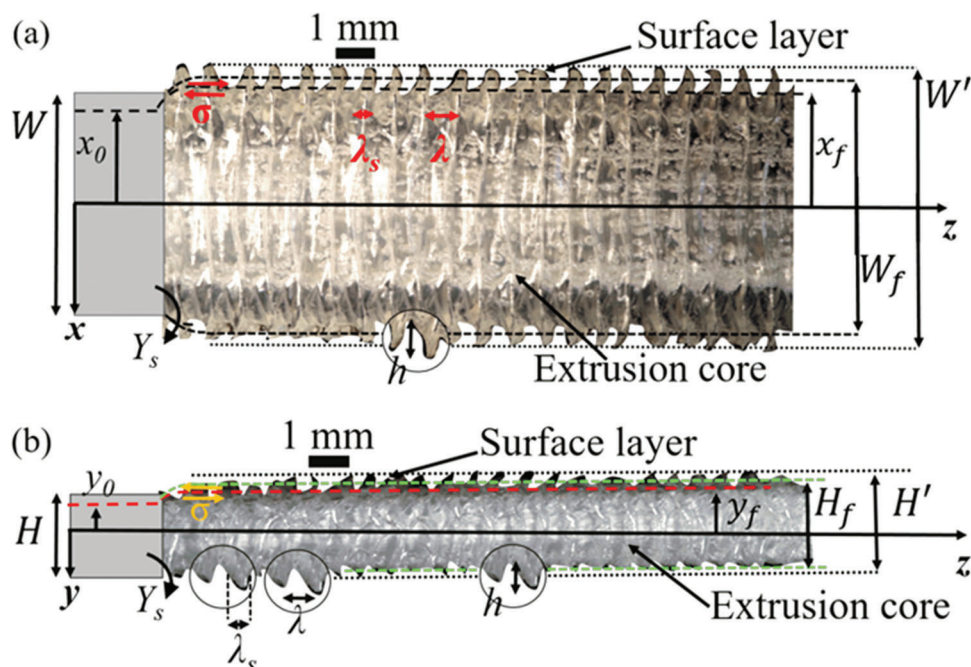 (a)
1 mm
Surface layer
W
x0
σ
λs
λ
xf
W'
z
Wf
x
Ys
h
Extrusion core
(b)
1 mm
Surface layer
y0
H
σ
yf
Hf
H'
z
y
Ys
λs
λ
h
Extrusion core